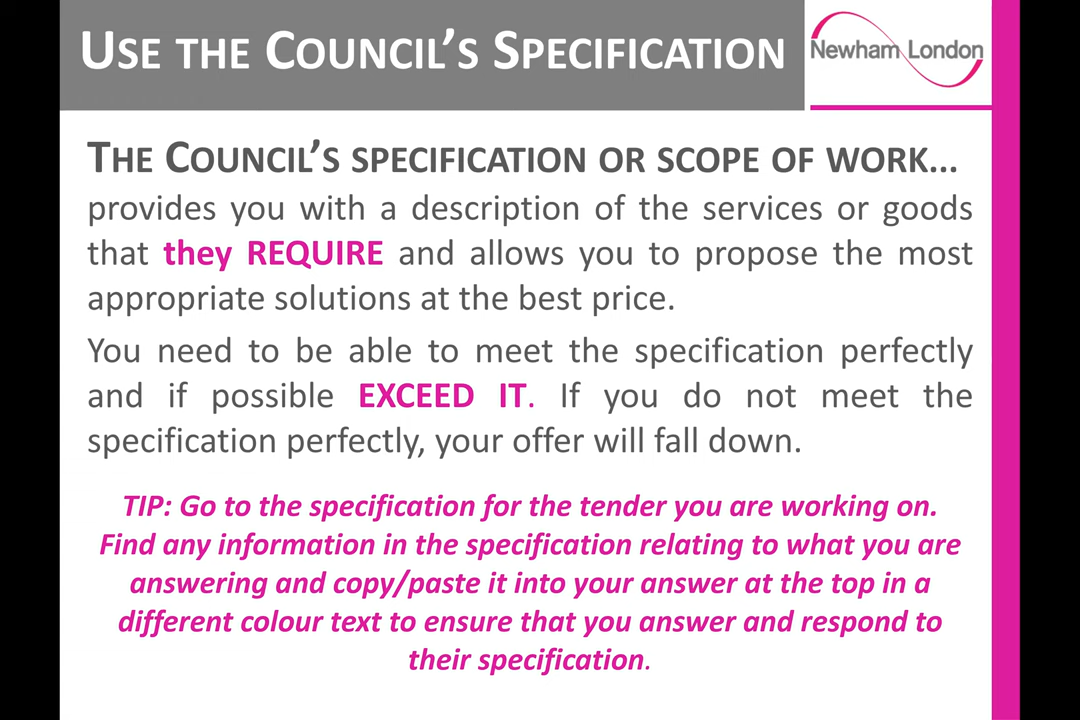 USE THE COUNCIL'S SPECIFICATION
Newham London
THE COUNCIL'S SPECIFICATION OR SCOPE OF WORK...
provides you with a description of the services or goods
that they REQUIRE and allows you to propose the most
appropriate solutions at the best price.
You need to be able to meet the specification perfectly
and if possible EXCEED IT. If you do not meet the
specification perfectly, your offer will fall down.
TIP: Go to the specification for the tender you are working on.
Find any information in the specification relating to what you are
answering and copy/paste it into your answer at the top in a
different colour text to ensure that you answer and respond to
their specification.